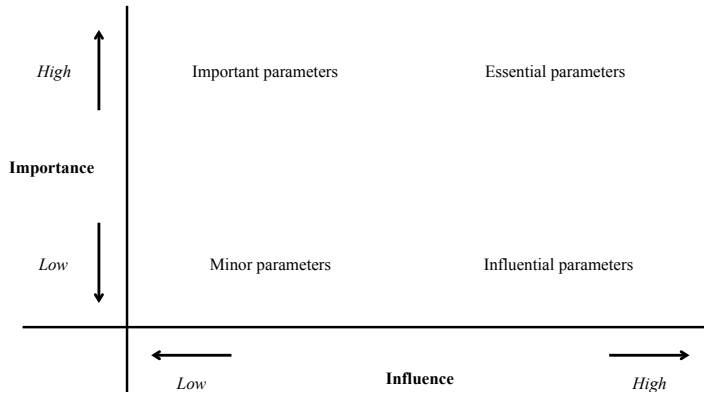 High
Important parameters
Essential parameters
Importance
Low
Minor parameters
Influential parameters
Low
Influence
High